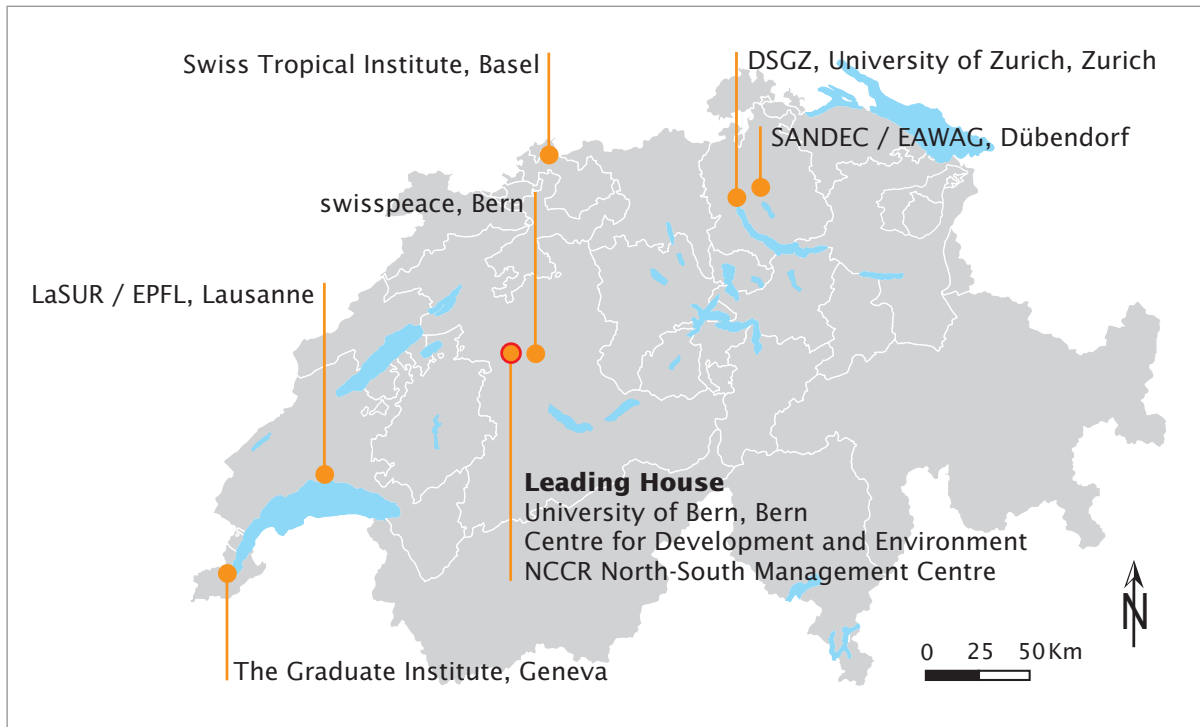 Swiss Tropical Institute, Basel
DSGZ, University of Zurich, Zurich
SANDEC / EAWAG, Dübendorf
swisspeace, Bern
LaSUR / EPFL, Lausanne
Leading House
University of Bern, Bern
Centre for Development and Environment
NCCR North-South Management Centre
N
0 25 50 Km
The Graduate Institute, Geneva